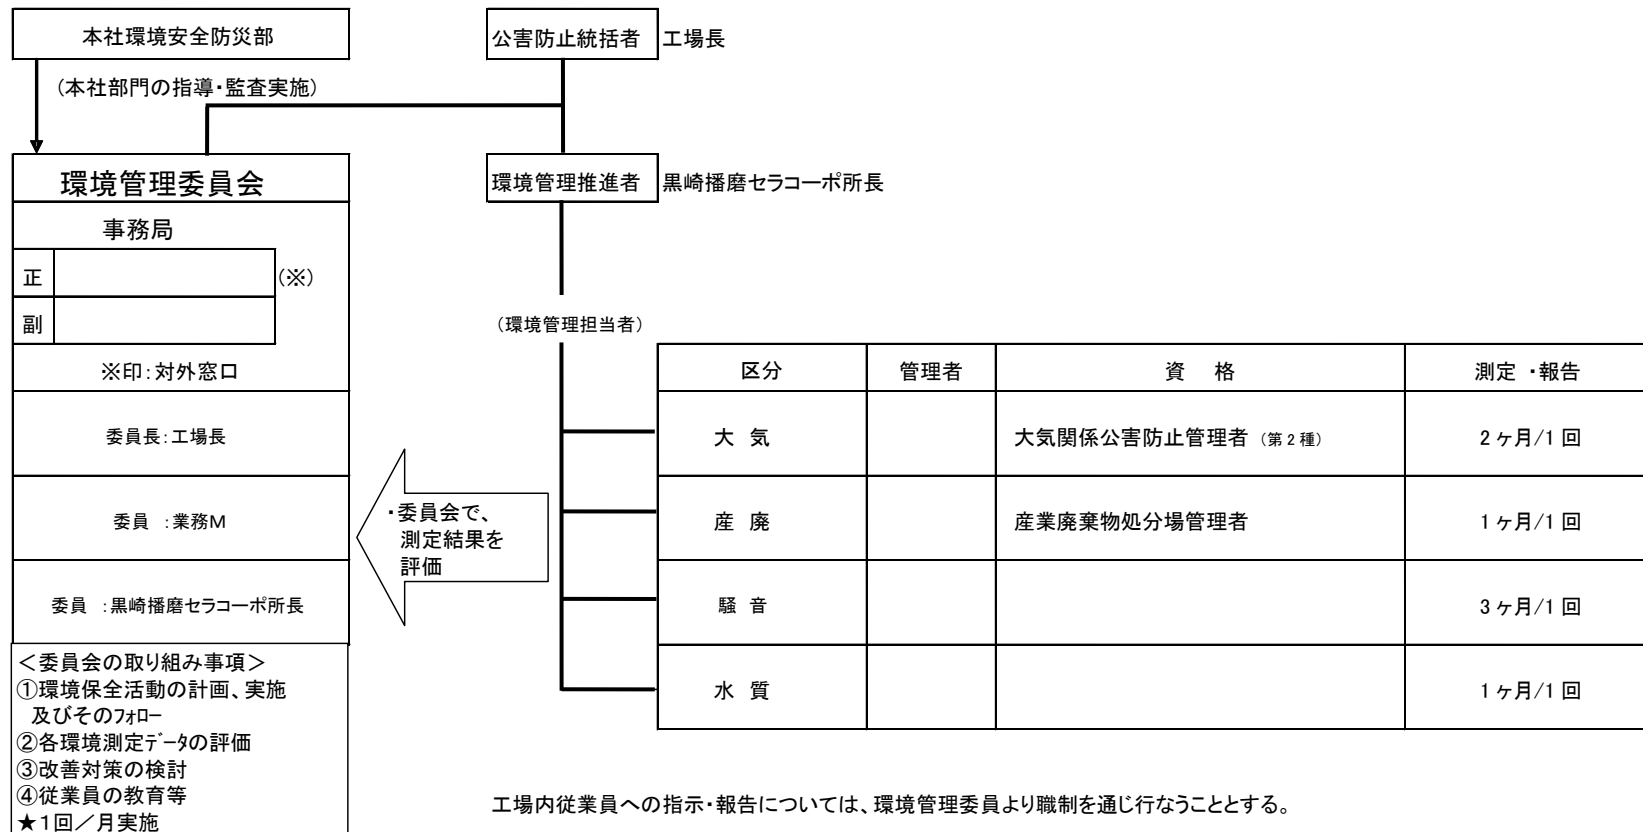 本社環境安全防災部
公害防止統括者 工場長
(本社部門の指導・監査実施)
環境管理委員会
環境管理推進者 黒崎播磨セラコーポ所長
事務局
正 (※)
副
(環境管理担当者)
※印:対外窓口
区分 管理者 資 格 測定 ・報告
委員長:工場長
大 気 大気関係公害防止管理者 (第2種) 2ヶ月/1回
・委員会で、
測定結果を
評価
委員 :業務M
産 廃 産業廃棄物処分場管理者 1ヶ月/1回
委員 :黒崎播磨セラコーポ所長
騒 音 3ヶ月/1回
水 質 1ヶ月/1回
<委員会の取り組み事項>
①環境保全活動の計画、実施
及びそのフォロー
②各環境測定データの評価
③改善対策の検討
④従業員の教育等
★1回/月実施
工場内従業員への指示・報告については、環境管理委員より職制を通じ行なうこととする。